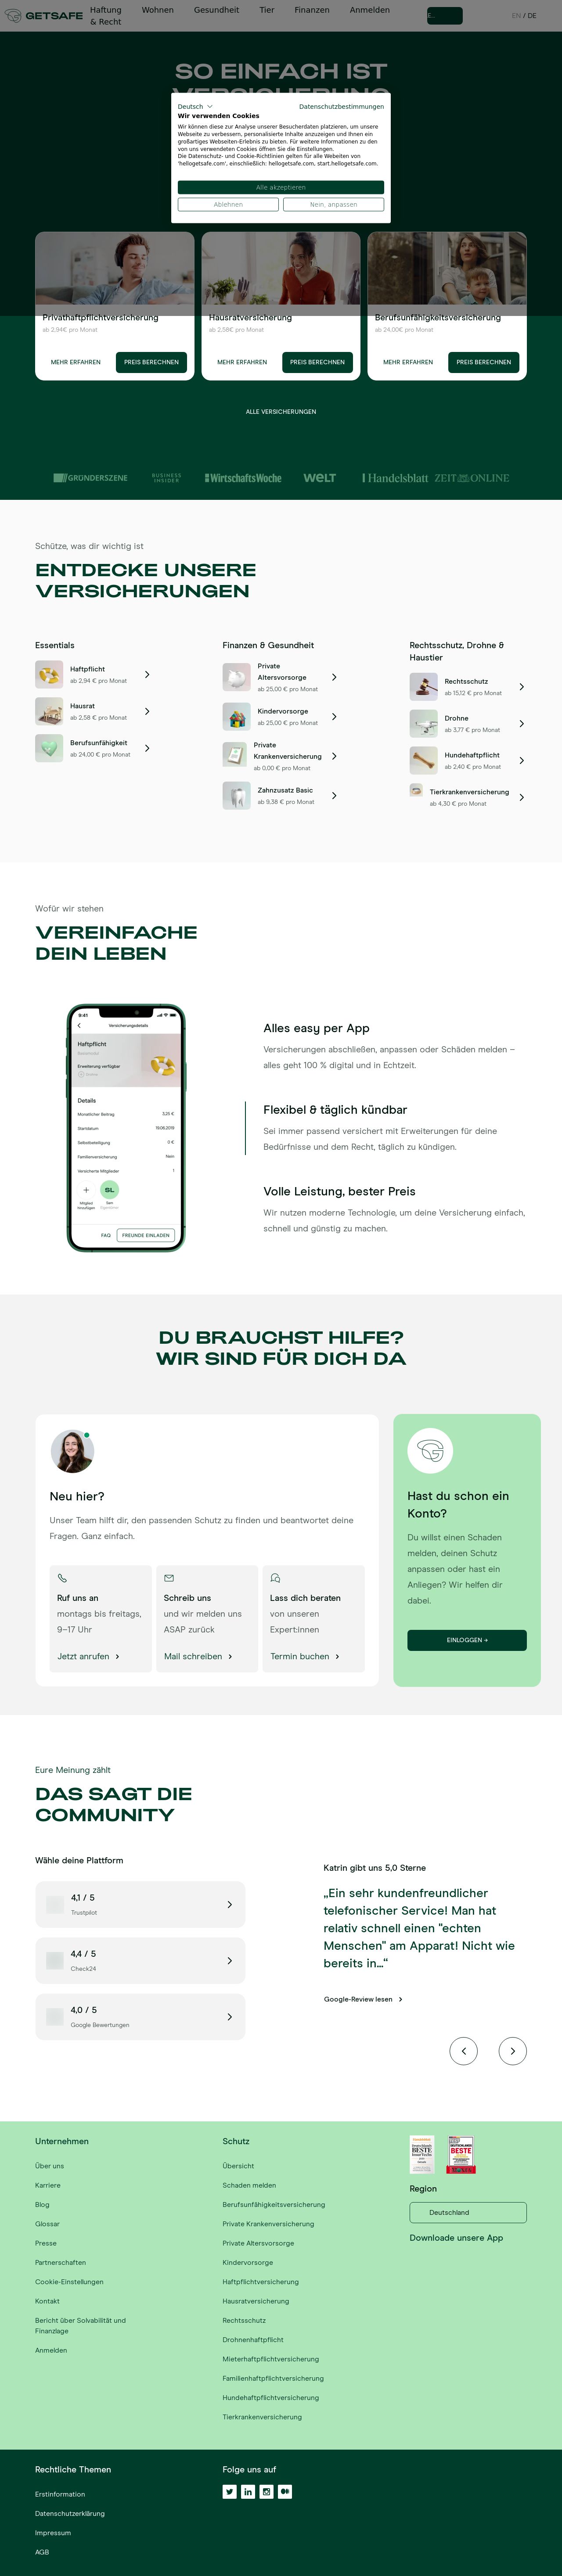 GETSAFE
Haftung
& Recht
Wohnen
Gesundheit
Tier
Finanzen
Anmelden
E...
EN / DE
SO EINFACH IST
Deutsch
Datenschutzbestimmungen
Wir verwenden Cookies
Wir können diese zur Analyse unserer Besucherdaten platzieren, um unsere
Webseite zu verbessern, personalisierte Inhalte anzuzeigen und Ihnen ein
großartiges Webseiten-Erlebnis zu bieten. Für weitere Informationen zu den
von uns verwendeten Cookies öffnen Sie die Einstellungen.
Die Datenschutz- und Cookie-Richtlinien gelten für alle Webeiten von
'hellogetsafe.com', einschließlich: hellogetsafe.com, start.hellogetsafe.com.
Alle akzeptieren
Ablehnen
Nein, anpassen
Privathaftpflichtversicherung
ab 2,94€ pro Monat
MEHR ERFAHREN
PREIS BERECHNEN
Hausratversicherung
ab 2,58€ pro Monat
MEHR ERFAHREN
PREIS BERECHNEN
Berufsunfähigkeitsversicherung
ab 24,00€ pro Monat
MEHR ERFAHREN
PREIS BERECHNEN
ALLE VERSICHERUNGEN
GRÜNDERSZENE
BUSINESS
INSIDER
WirtschaftsWoche
WELT
Handelsblatt
ZEIT ONLINE
Schütze, was dir wichtig ist
ENTDECKE UNSERE
VERSICHERUNGEN
Essentials
Haftpflicht
ab 2,94 € pro Monat
Hausrat
ab 2,58 € pro Monat
Berufsunfähigkeit
ab 24,00 € pro Monat
Finanzen & Gesundheit
Private
Altersvorsorge
ab 25,00 € pro Monat
Kindervorsorge
ab 25,00 € pro Monat
Private
Krankenversicherung
ab 0,00 € pro Monat
Zahnzusatz Basic
ab 9,38 € pro Monat
Rechtsschutz, Drohne &
Haustier
Rechtsschutz
ab 15,12 € pro Monat
Drohne
ab 3,77 € pro Monat
Hundehaftpflicht
ab 2,40 € pro Monat
Tierkrankenversicherung
ab 4,30 € pro Monat
Wofür wir stehen
VEREINFACHE
DEIN LEBEN
9:41
Versicherungsdetails
Haftpflicht
Erweiterung verfügbar
Details
Monatlicher Beitrag
3,25 €
Startdatum
19.06.2019
Selbstbeteiligung
0 €
Familienversicherung
Nein
Versicherte Mitglieder
1
SL
Mitglied
hinzufügen
Sam
FAQ
FREUNDE EINLADEN
Alles easy per App
Versicherungen abschließen, anpassen oder Schäden melden –
alles geht 100 % digital und in Echtzeit.
Flexibel & täglich kündbar
Sei immer passend versichert mit Erweiterungen für deine
Bedürfnisse und dem Recht, täglich zu kündigen.
Volle Leistung, bester Preis
Wir nutzen moderne Technologie, um deine Versicherung einfach,
schnell und günstig zu machen.
DU BRAUCHST HILFE?
WIR SIND FÜR DICH DA
Neu hier?
Unser Team hilft dir, den passenden Schutz zu finden und beantwortet deine
Fragen. Ganz einfach.
Ruf uns an
montags bis freitags,
9–17 Uhr
Jetzt anrufen
Schreib uns
und wir melden uns
ASAP zurück
Mail schreiben
Lass dich beraten
von unseren
Expert:innen
Termin buchen
Hast du schon ein
Konto?
Du willst einen Schaden
melden, deinen Schutz
anpassen oder hast ein
Anliegen? Wir helfen dir
dabei.
EINLOGGEN →
Eure Meinung zählt
DAS SAGT DIE
COMMUNITY
Wähle deine Plattform
4,1 / 5
Trustpilot
4,4 / 5
Check24
4,0 / 5
Google Bewertungen
Katrin gibt uns 5,0 Sterne
„Ein sehr kundenfreundlicher
telefonischer Service! Man hat
relativ schnell einen "echten
Menschen" am Apparat! Nicht wie
bereits in...“
Google-Review lesen
Unternehmen
Über uns
Karriere
Blog
Glossar
Presse
Partnerschaften
Cookie-Einstellungen
Kontakt
Bericht über Solvabilität und
Finanzlage
Anmelden
Schutz
Übersicht
Schaden melden
Berufsunfähigkeitsversicherung
Private Krankenversicherung
Private Altersvorsorge
Kindervorsorge
Haftpflichtversicherung
Hausratversicherung
Rechtsschutz
Drohnenhaftpflicht
Mieterhaftpflichtversicherung
Familienhaftpflichtversicherung
Hundehaftpflichtversicherung
Tierkrankenversicherung
BESTE
BESTE
Region
Deutschland
Downloade unsere App
Rechtliche Themen
Erstinformation
Datenschutzerklärung
Impressum
AGB
Folge uns auf